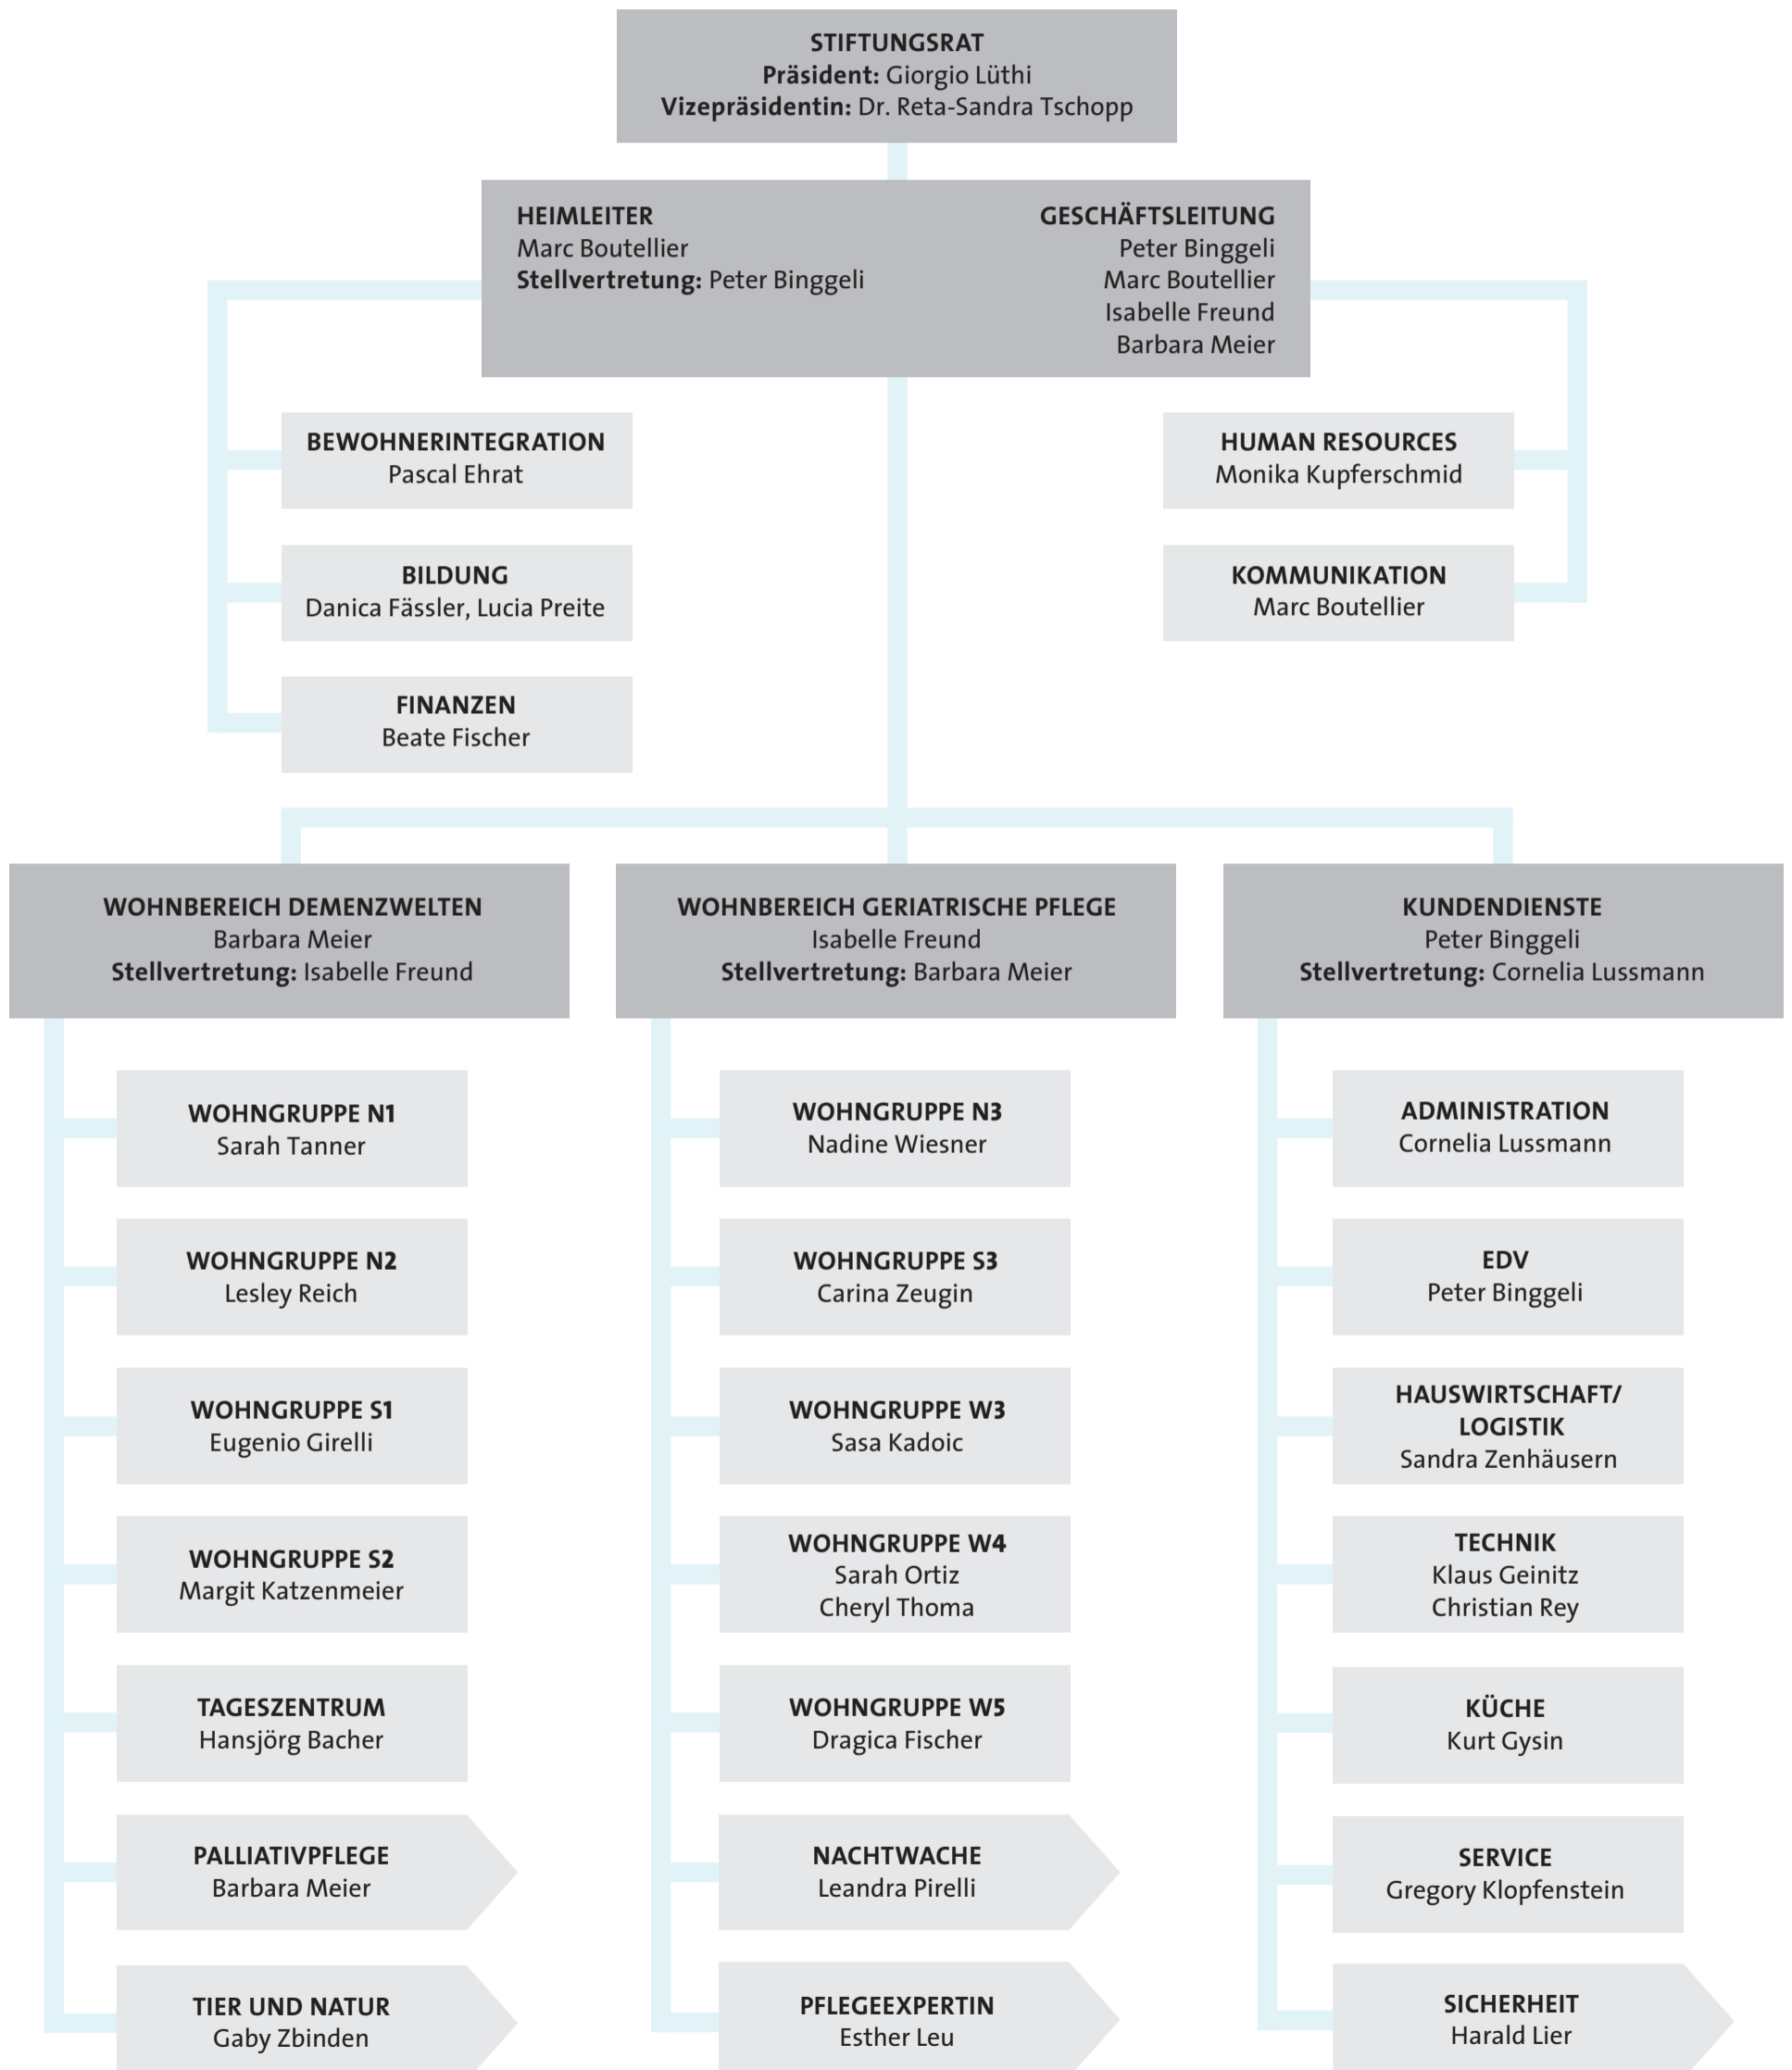 STIFTUNGSRAT
Präsident: Giorgio Lüthi
Vizepräsidentin: Dr. Reta-Sandra Tschopp
HEIMLEITER
Marc Boutellier
Stellvertretung: Peter Binggeli
GESCHÄFTSLEITUNG
Peter Binggeli
Marc Boutellier
Isabelle Freund
Barbara Meier
BEWOHNERINTEGRATION
Pascal Ehrat
BILDUNG
Danica Fässler, Lucia Preite
FINANZEN
Beate Fischer
HUMAN RESOURCES
Monika Kupferschmid
KOMMUNIKATION
Marc Boutellier
WOHNBEREICH DEMENZWELTEN
Barbara Meier
Stellvertretung: Isabelle Freund
WOHNGRUPPE N1
Sarah Tanner
WOHNGRUPPE N2
Lesley Reich
WOHNGRUPPE S1
Eugenio Girelli
WOHNGRUPPE S2
Margit Katzenmeier
TAGESZENTRUM
Hansjörg Bacher
PALLIATIVPFLEGE
Barbara Meier
TIER UND NATUR
Gaby Zbinden
WOHNBEREICH GERIATRISCHE PFLEGE
Isabelle Freund
Stellvertretung: Barbara Meier
WOHNGRUPPE N3
Nadine Wiesner
WOHNGRUPPE S3
Carina Zeugin
WOHNGRUPPE W3
Sasa Kadoic
WOHNGRUPPE W4
Sarah Ortiz
Cheryl Thoma
WOHNGRUPPE W5
Dragica Fischer
NACHTWACHE
Leandra Pirelli
PFLEGEEXPERTIN
Esther Leu
KUNDENDIENSTE
Peter Binggeli
Stellvertretung: Cornelia Lussmann
ADMINISTRATION
Cornelia Lussmann
EDV
Peter Binggeli
HAUSWIRTSCHAFT/
LOGISTIK
Sandra Zenhäusern
TECHNIK
Klaus Geinitz
Christian Rey
KÜCHE
Kurt Gysin
SERVICE
Gregory Klopfenstein
SICHERHEIT
Harald Lier